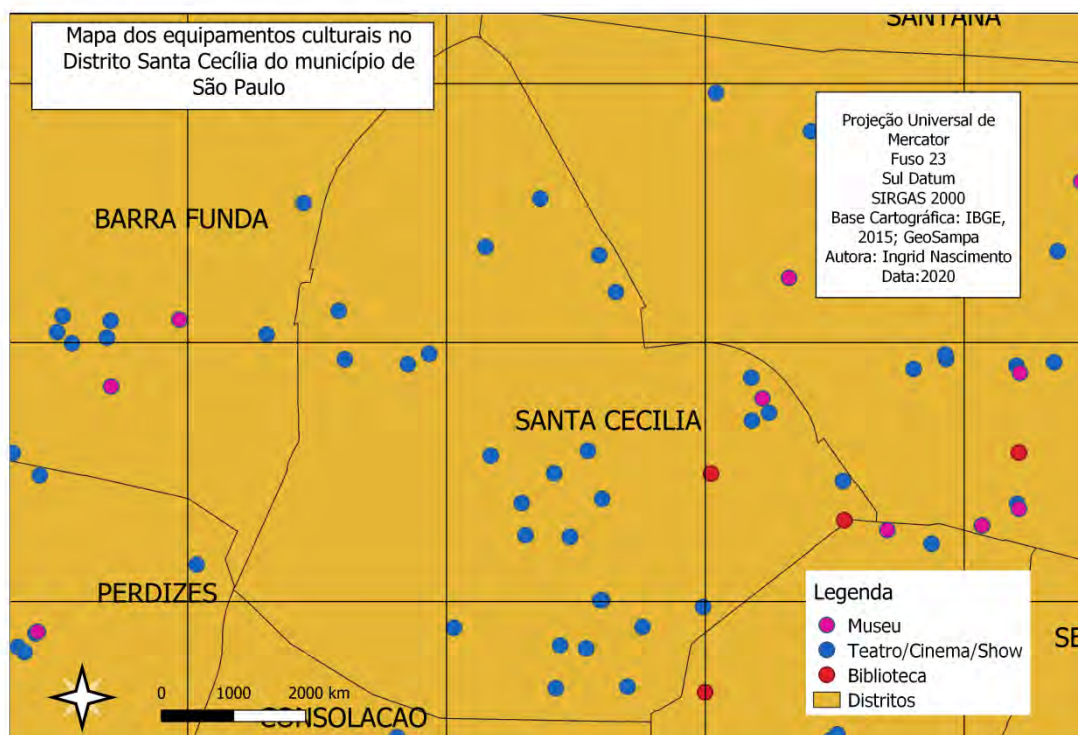 Mapa dos equipamentos culturais no
Distrito Santa Cecília do município de
São Paulo
SANTANA
Projeção Universal de
Mercator
Fuso 23
Sul Datum
SIRGAS 2000
Base Cartográfica: IBGE,
2015; GeoSampa
Autora: Ingrid Nascimento
Data:2020
BARRA FUNDA
SANTA CECILIA
PERDIZES
Legenda
Museu
Teatro/Cinema/Show
Biblioteca
Distritos
SE
0 1000 2000 km
CONSOLACAO